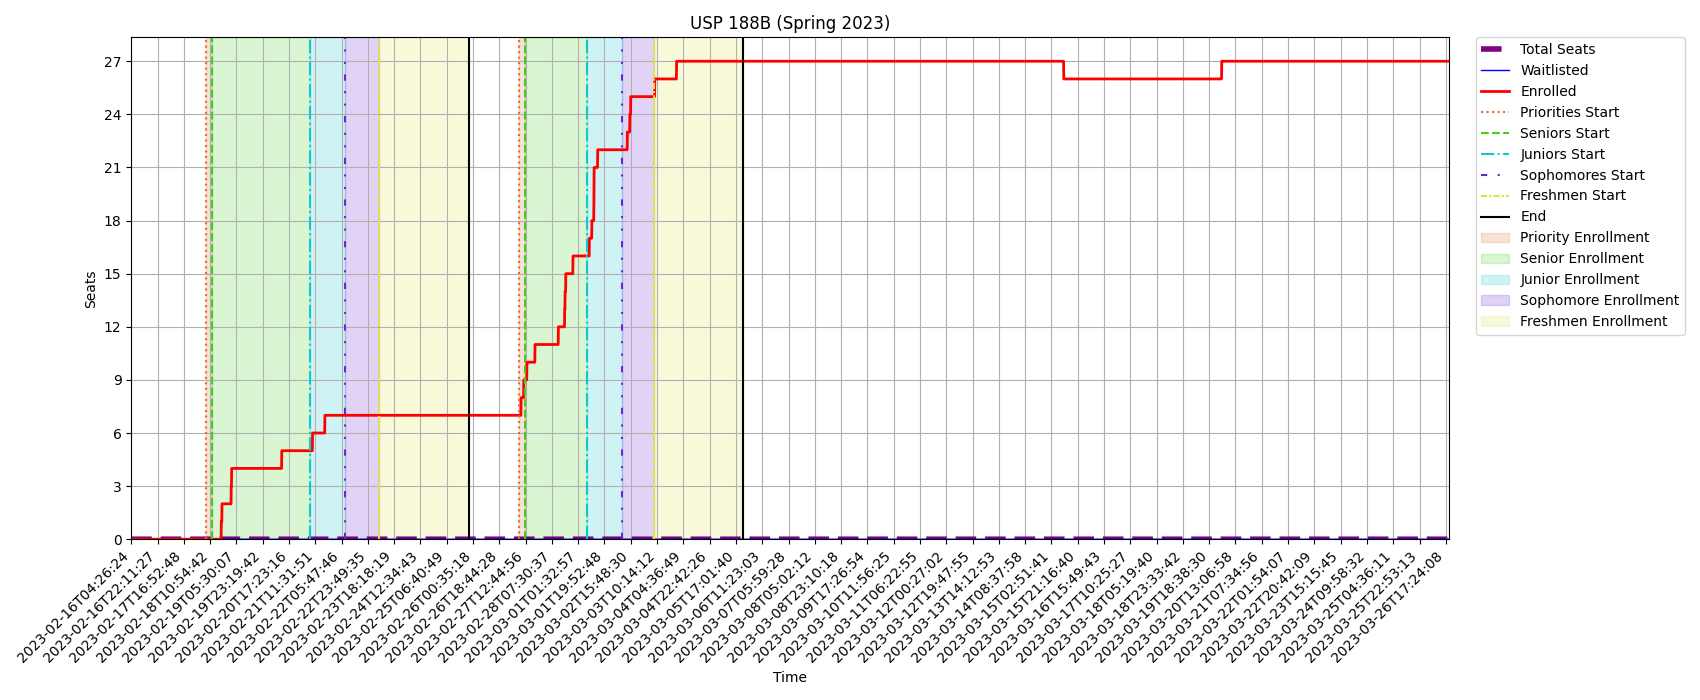 USP 188B (Spring 2023)
Seats
27
24
21
18
15
12
9
6
3
0
Total Seats
Waitlisted
Enrolled
Priorities Start
Seniors Start
Juniors Start
Sophomores Start
Freshmen Start
End
Priority Enrollment
Senior Enrollment
Junior Enrollment
Sophomore Enrollment
Freshmen Enrollment
2023-02-16T04:26:24
2023-02-16T22:11:27
2023-02-17T16:52:48
2023-02-18T10:54:42
2023-02-19T05:30:07
2023-02-19T23:19:42
2023-02-20T17:23:16
2023-02-21T11:31:51
2023-02-22T05:47:46
2023-02-22T23:49:35
2023-02-23T18:18:19
2023-02-24T12:34:43
2023-02-25T06:40:49
2023-02-26T00:35:18
2023-02-26T18:44:28
2023-02-27T12:44:56
2023-02-28T07:30:37
2023-03-01T01:32:57
2023-03-01T19:52:48
2023-03-02T15:48:30
2023-03-03T10:14:12
2023-03-04T04:36:49
2023-03-04T22:42:26
2023-03-05T17:01:40
2023-03-06T11:23:03
2023-03-07T05:59:28
2023-03-08T05:02:12
2023-03-08T23:10:18
2023-03-09T17:26:54
2023-03-10T11:56:25
2023-03-11T06:22:55
2023-03-12T00:27:02
2023-03-12T19:47:55
2023-03-13T14:12:53
2023-03-14T08:37:58
2023-03-15T02:51:41
2023-03-15T21:16:40
2023-03-16T15:49:43
2023-03-17T10:25:27
2023-03-18T05:19:40
2023-03-18T23:33:42
2023-03-19T18:38:30
2023-03-20T13:06:58
2023-03-21T07:34:56
2023-03-22T01:54:07
2023-03-22T20:42:09
2023-03-23T15:15:45
2023-03-24T09:58:32
2023-03-25T04:36:11
2023-03-25T22:53:13
2023-03-26T17:24:08
Time